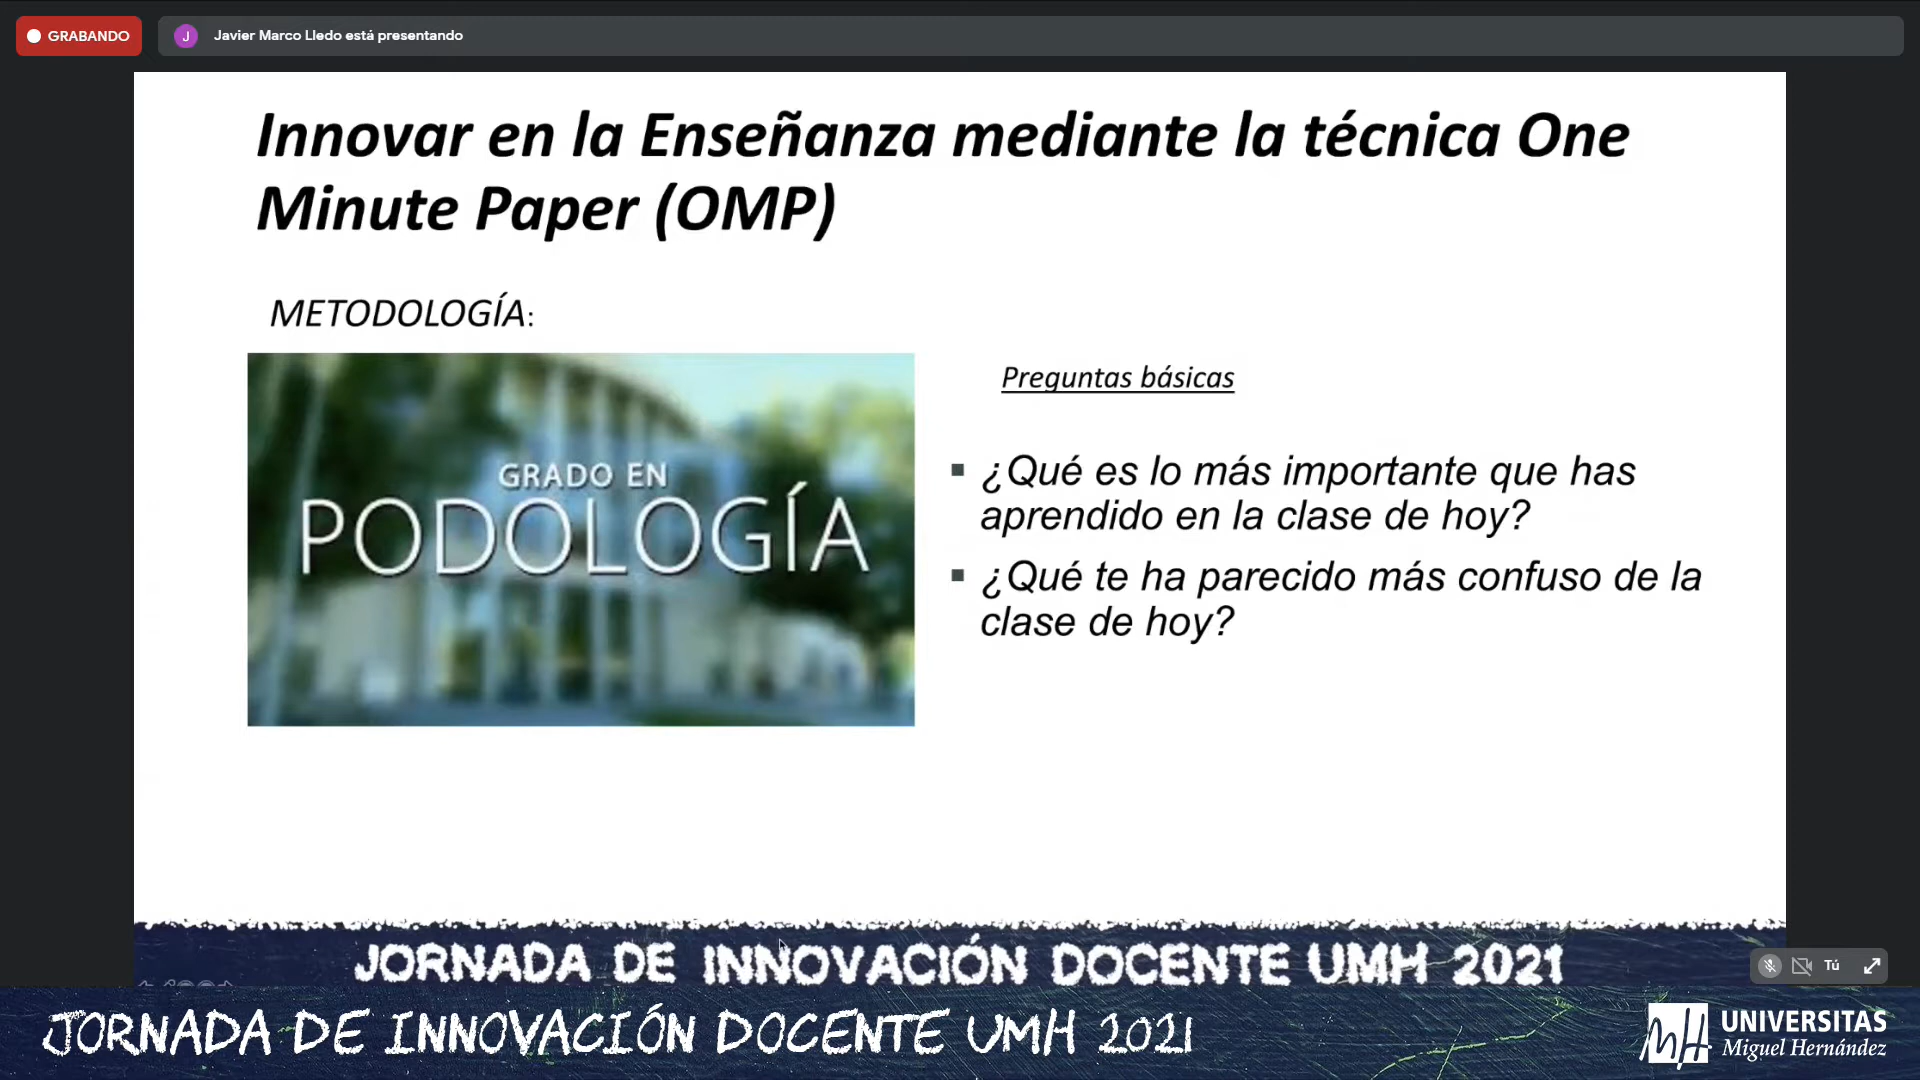 GRABANDO
J
Javier Marco Lledo está presentando
Innovar en la Enseñanza mediante la técnica One
Minute Paper (OMP)
METODOLOGÍA:
GRADO EN
PODOLOGÍA
Preguntas básicas
¿Qué es lo más importante que has
aprendido en la clase de hoy?
¿Qué te ha parecido más confuso de la
clase de hoy?
JORNADA DE INNOVACIÓN DOCENTE UMH 2021
Tú
JORNADA DE INNOVACIÓN DOCENTE UMH 2021
UNIVERSITAS
Miguel Hernández